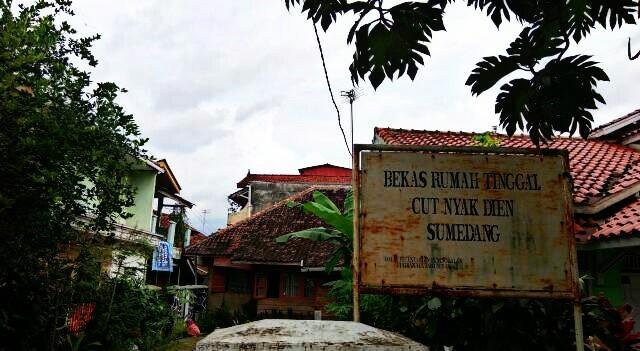 BEKAS RUMAH TINGGAL
CUT NYAK DIEN
SUMEDANG